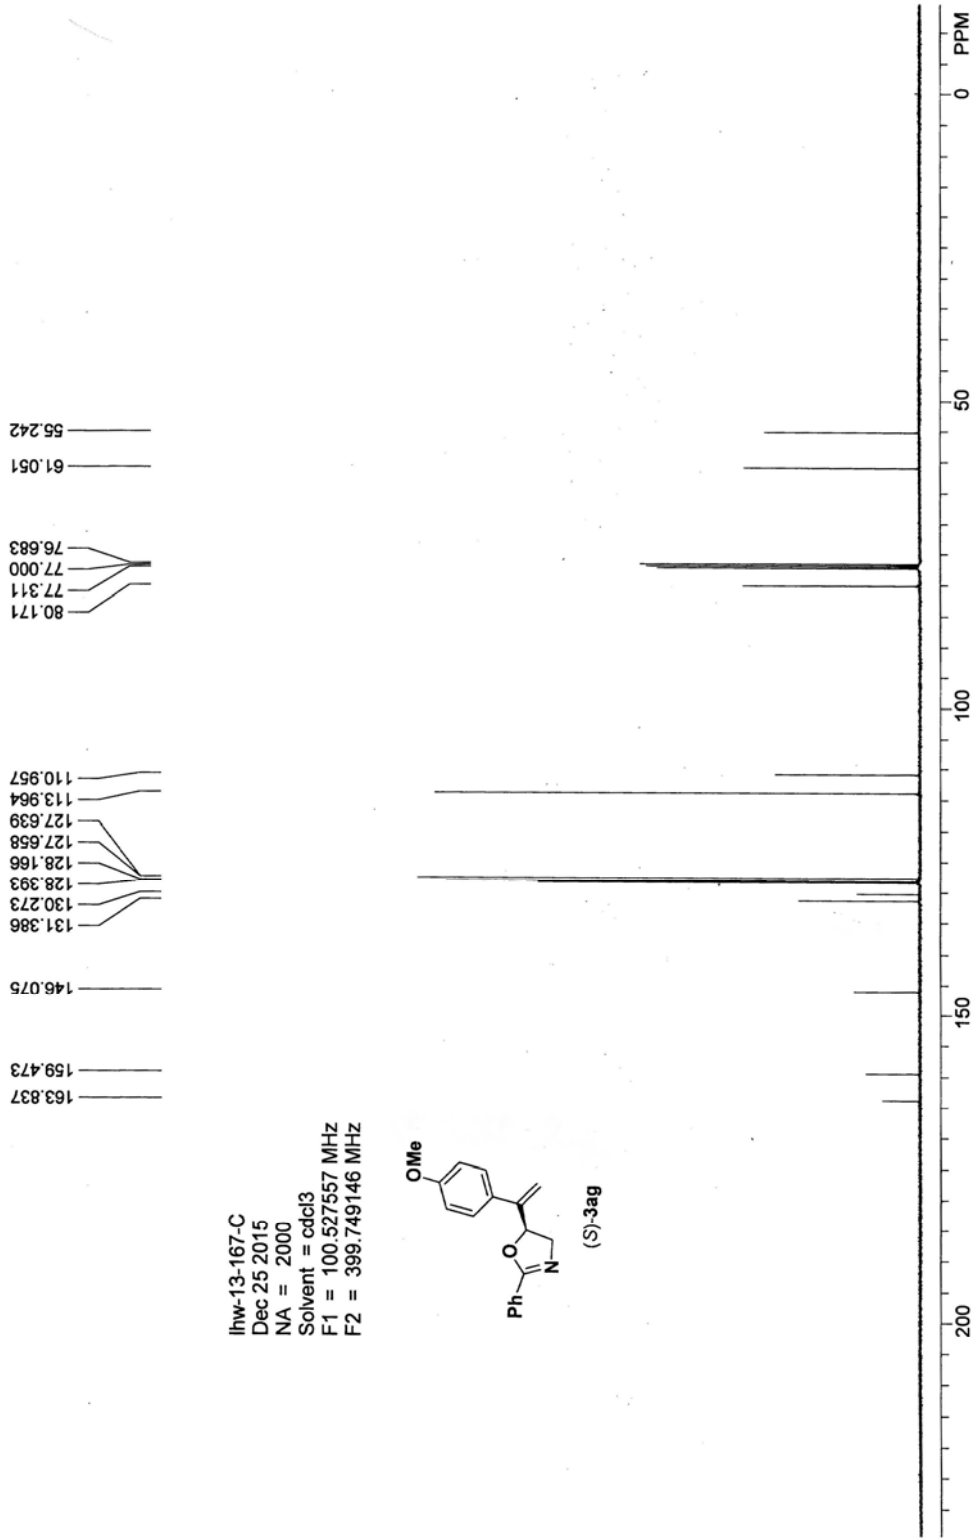 lhw-13-167-C
Dec 25 2015
NA = 2000
Solvent = cdcl3
F1 = 100.527557 MHz
F2 = 399.749146 MHz
OMe
O
N
Ph
(S)-3ag
163.837
159.473
146.075
131.386
130.273
128.393
128.166
127.658
127.639
113.964
110.957
80.171
77.311
77.000
76.683
61.051
55.242
200
150
100
50
0
PPM